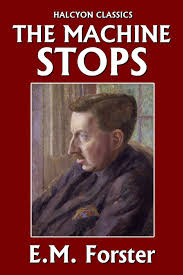 HALCYON CLASSICS
THE MACHINE
STOPS
E.M. Forster